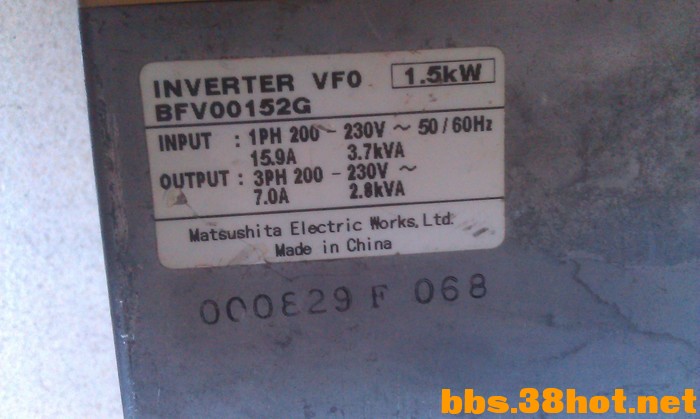 INVERTER VFO 1.5kW
BFV00152G
INPUT : 1PH 200 - 230V ~ 50/60Hz
15.9A 3.7kVA
OUTPUT : 3PH 200 - 230V ~
7.0A 2.8kVA
Matsushita Electric Works, Ltd.
Made in China
000829 F 068
bbs.38hot.net